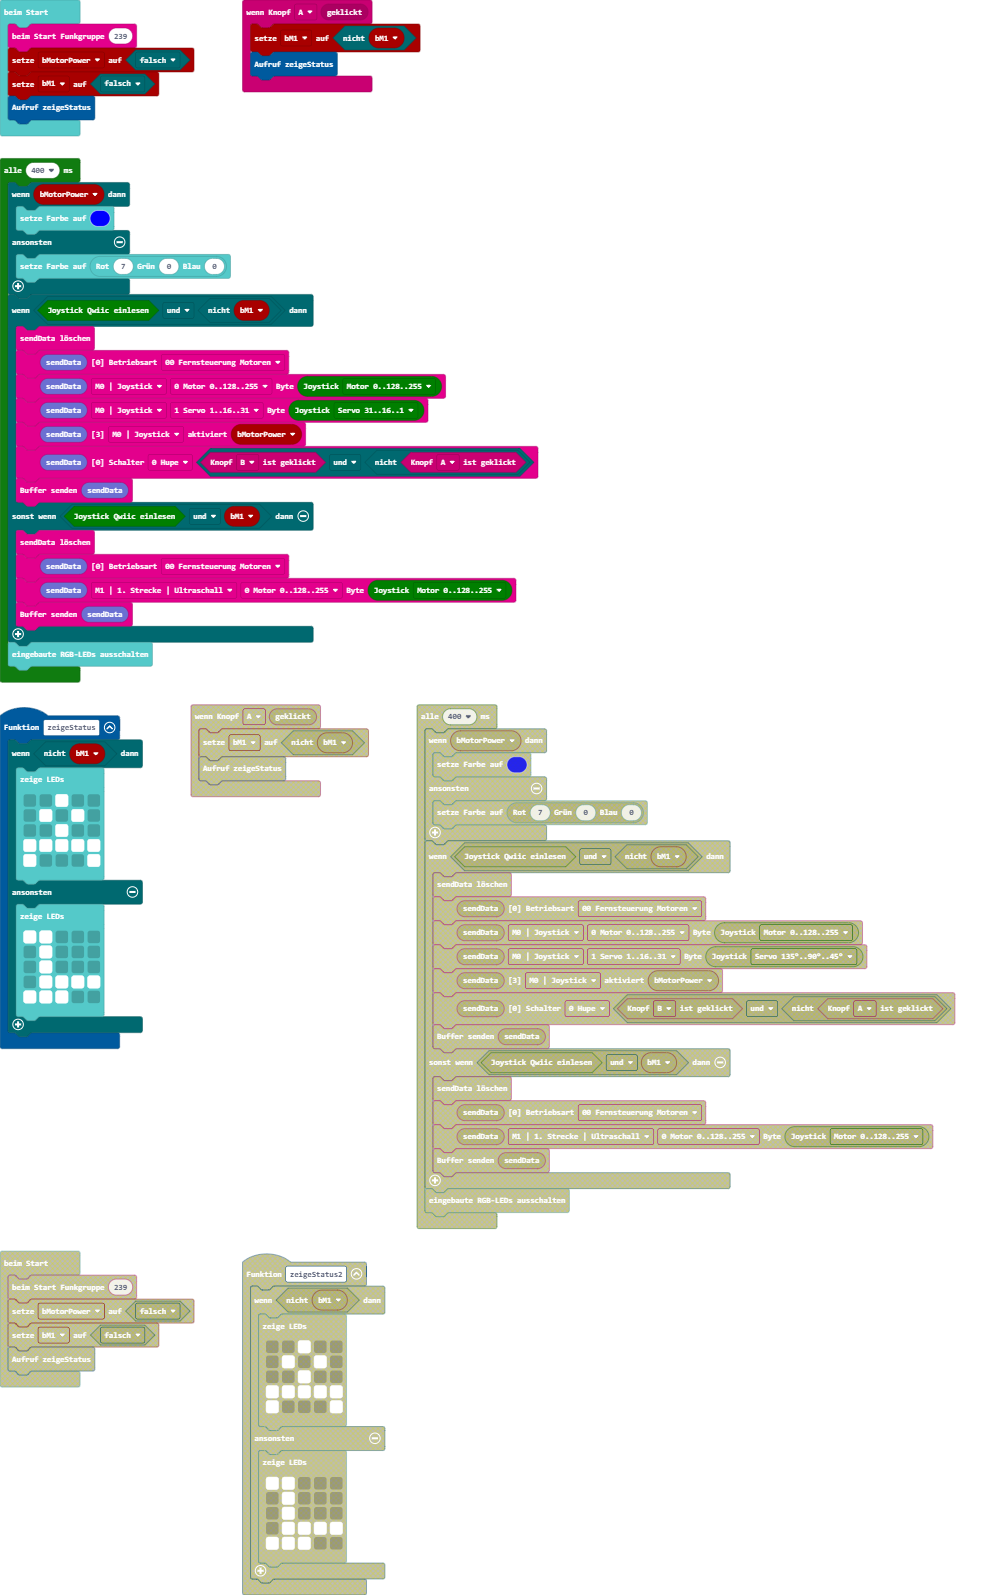 beim Start
beim Start Funkgruppe 239
setze bMotorPower auf falsch
setze bM1 auf falsch
Aufruf zeigeStatus
wenn Knopf A geklickt
setze bM1 auf nicht bM1
Aufruf zeigeStatus
alle 400 ms
wenn bMotorPower dann
setze Farbe auf
ansonsten
setze Farbe auf Rot 7 Grün 0 Blau 0
wenn Joystick Qwiic einlesen und nicht bM1 dann
sendData löschen
sendData [0] Betriebsart 00 Fernsteuerung Motoren
sendData M0 | Joystick 0 Motor 0..128..255 Byte Joystick Motor 0..128..255
sendData M0 | Joystick 1 Servo 1..16..31 Byte Joystick Servo 31..16..1
sendData [3] M0 | Joystick aktiviert bMotorPower
sendData [0] Schalter 0 Hupe Knopf B ist geklickt und nicht Knopf A ist geklickt
Buffer senden sendData
sonst wenn Joystick Qwiic einlesen und bM1 dann
sendData löschen
sendData [0] Betriebsart 00 Fernsteuerung Motoren
sendData M1 | 1. Strecke | Ultraschall 0 Motor 0..128..255 Byte Joystick Motor 0..128..255
Buffer senden sendData
eingebaute RGB-LEDs ausschalten
Funktion zeigeStatus
wenn nicht bM1 dann
zeige LEDs
ansonsten
zeige LEDs
wenn Knopf A geklickt
setze bM1 auf nicht bM1
Aufruf zeigeStatus
alle 400 ms
wenn bMotorPower dann
setze Farbe auf
ansonsten
setze Farbe auf Rot 7 Grün 0 Blau 0
wenn Joystick Qwiic einlesen und nicht bM1 dann
sendData löschen
sendData [0] Betriebsart 00 Fernsteuerung Motoren
sendData M0 | Joystick 0 Motor 0..128..255 Byte Joystick Motor 0..128..255
sendData M0 | Joystick 1 Servo 1..16..31 Byte Joystick Servo 135°..90°..45°
sendData [3] M0 | Joystick aktiviert bMotorPower
sendData [0] Schalter 0 Hupe Knopf B ist geklickt und nicht Knopf A ist geklickt
Buffer senden sendData
sonst wenn Joystick Qwiic einlesen und bM1 dann
sendData löschen
sendData [0] Betriebsart 00 Fernsteuerung Motoren
sendData M1 | 1. Strecke | Ultraschall 0 Motor 0..128..255 Byte Joystick Motor 0..128..255
Buffer senden sendData
eingebaute RGB-LEDs ausschalten
beim Start
beim Start Funkgruppe 239
setze bMotorPower auf falsch
setze bM1 auf falsch
Aufruf zeigeStatus
Funktion zeigeStatus2
wenn nicht bM1 dann
zeige LEDs
ansonsten
zeige LEDs